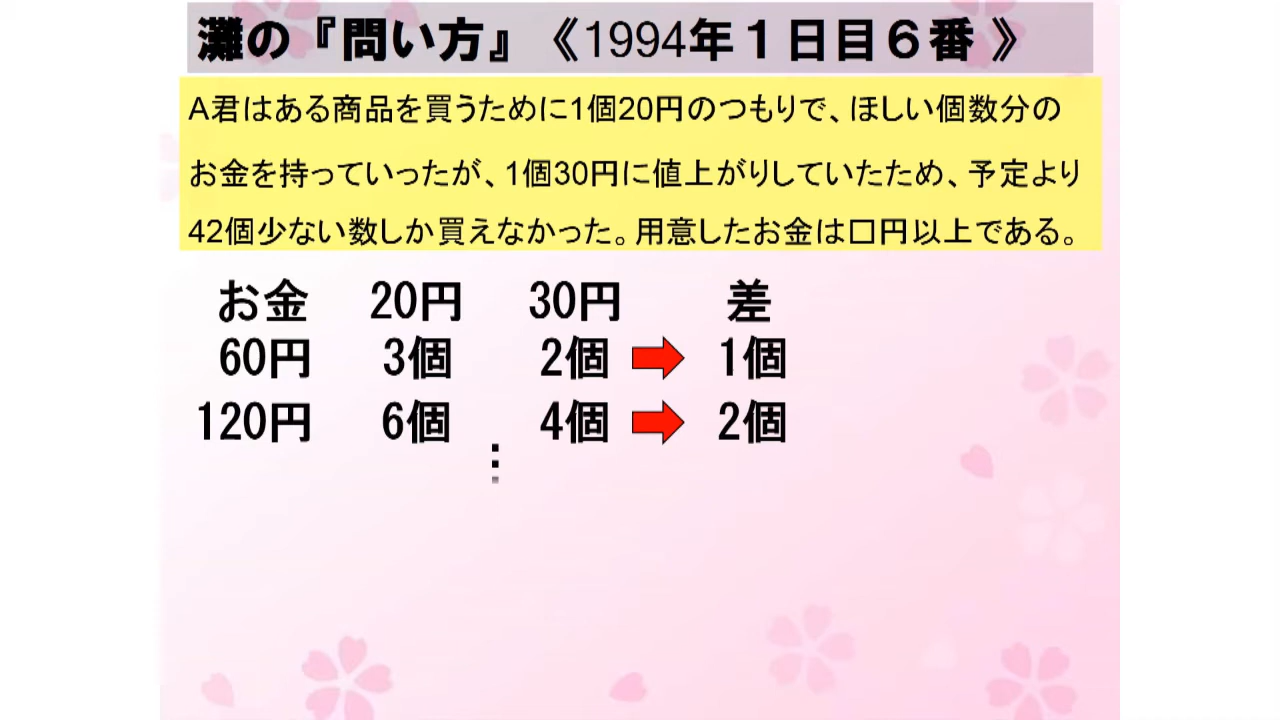 灘の『問い方』《1994年１日目６番 》
A君はある商品を買うために1個20円のつもりで、ほしい個数分の
お金を持っていったが、1個30円に値上がりしていたため、予定より
42個少ない数しか買えなかった。用意したお金は□円以上である。
お金 20円 30円 差
60円 3個 2個 1個
120円 6個 4個 2個
⋮